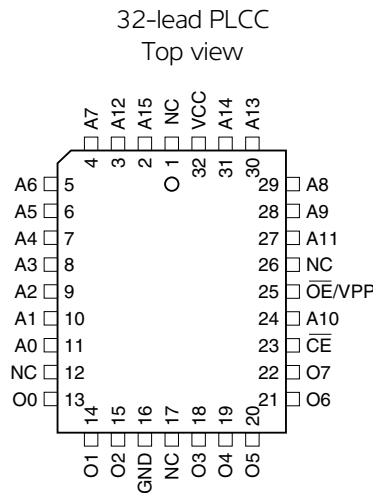 32-lead PLCC
Top view
A7 A12 A15 NC VCC A14 A13
4 3 2 1 32 31 30
A6 5 29 A8
A5 6 28 A9
A4 7 27 A11
A3 8 26 NC
A2 9 25 OE/VPP
A1 10 24 A10
A0 11 23 CE
NC 12 22 O7
O0 13 21 O6
14 15 16 17 18 19 20
O1 O2 GND NC O3 O4 O5